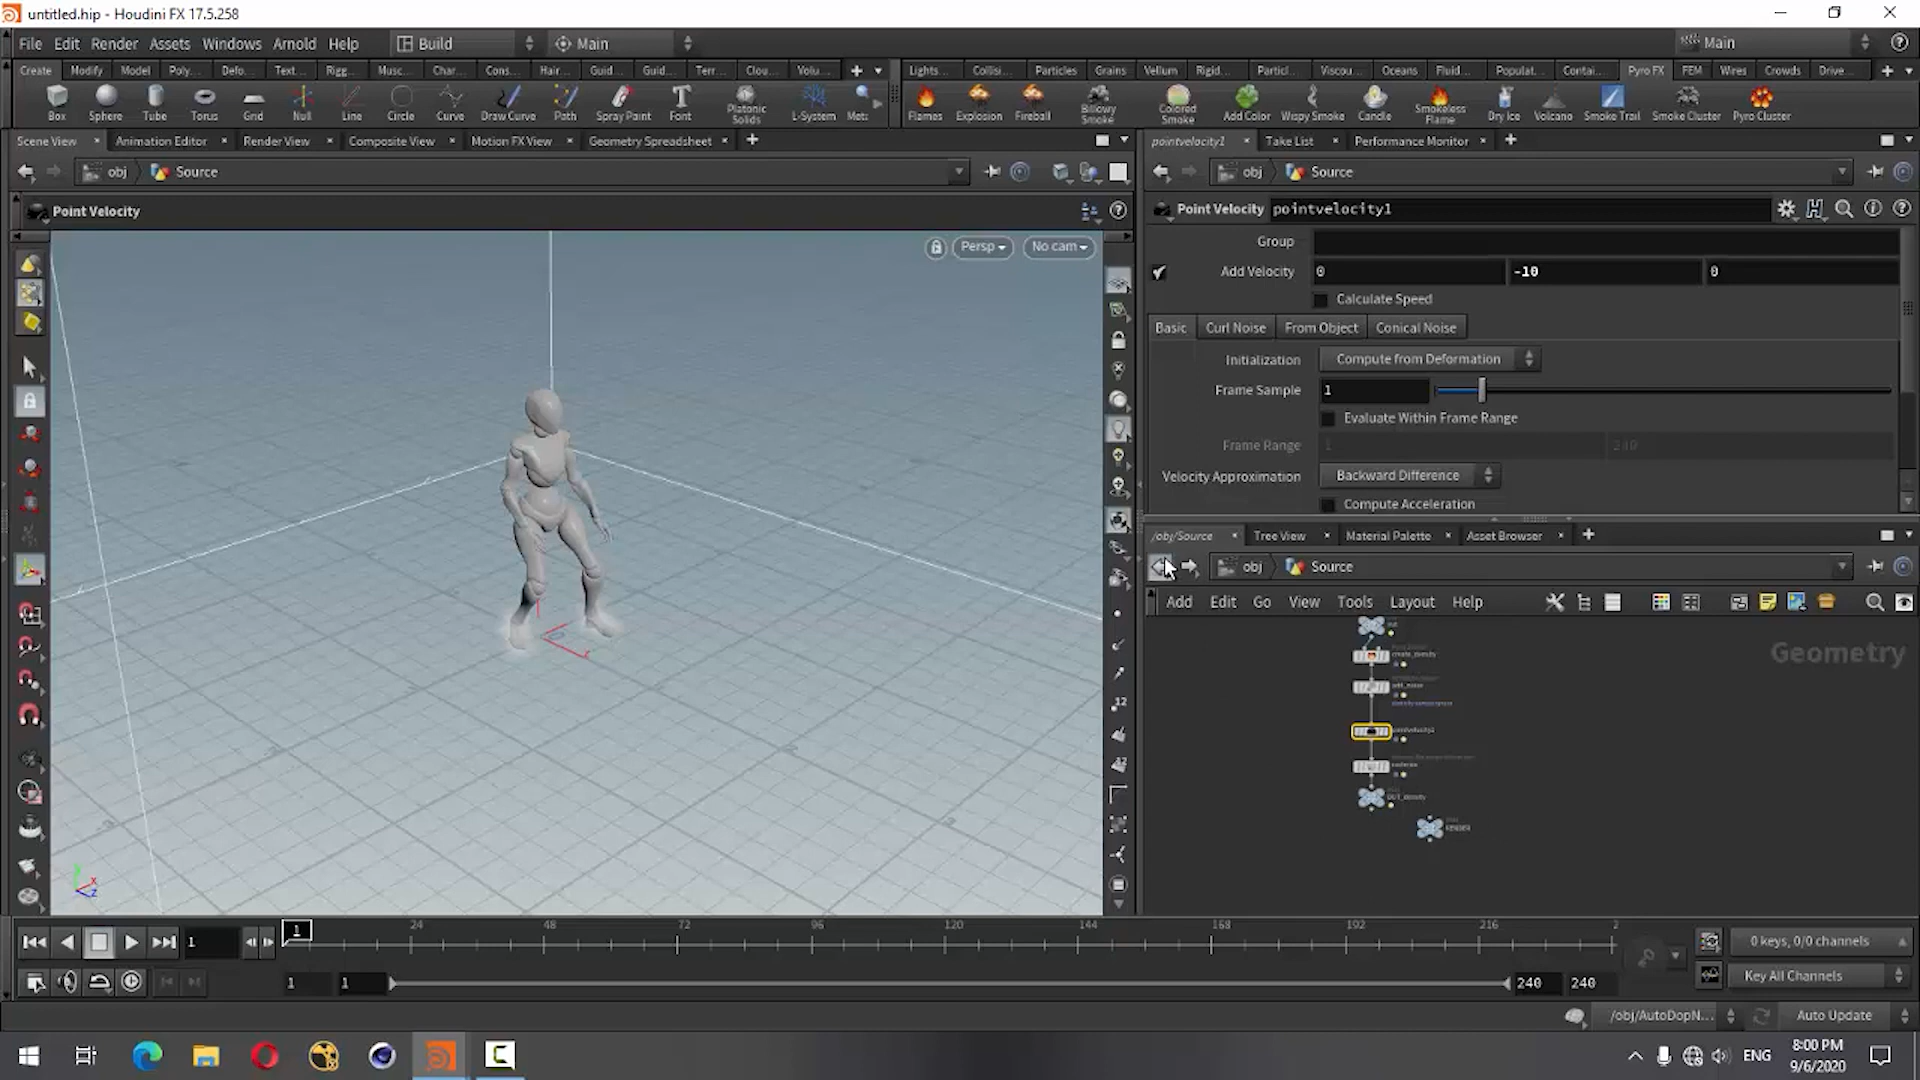 untitled.hip - Houdini FX 17.5.258
File Edit Render Assets Windows Arnold Help Build Main Main
Create Modify Model Poly... Defo... Text... Rigg... Musc... Char... Cons... Hair... Guid... Guid... Terr... Clou... Volu...
Lights... Collisi... Particles Grains Vellum Rigid... Particl... Viscou... Oceans Fluid... Populat... Contai... Pyro FX FEM Wires Crowds Drive...
Box Sphere Tube Torus Grid Null Line Circle Curve Draw Curve Path Spray Paint Font Platonic Solids L-System Meta
Flames Explosion Fireball Billowy Smoke Colored Smoke Add Color Wispy Smoke Candle Smokeless Flame Dry Ice Volcano Smoke Trail Smoke Cluster Pyro Cluster
Scene View Animation Editor Render View Composite View Motion FX View Geometry Spreadsheet
pointvelocity1 Take List Performance Monitor
obj Source
obj Source
Point Velocity
Point Velocity pointvelocity1
Persp No cam
Group
Add Velocity 0 -10 0
Calculate Speed
Basic Curl Noise From Object Conical Noise
Initialization Compute from Deformation
Frame Sample 1
Evaluate Within Frame Range
Frame Range 1 240
Velocity Approximation Backward Difference
Compute Acceleration
/obj/Source Tree View Material Palette Asset Browser
obj Source
Add Edit Go View Tools Layout Help
Geometry
create_density
pointvelocity1
OUT_density
RENDER
1 1 24 48 72 96 120 144 168 192 216 2
0 keys, 0/0 channels
1 1 240 240
Key All Channels
/obj/AutoDopN... Auto Update
ENG
8:00 PM
9/6/2020